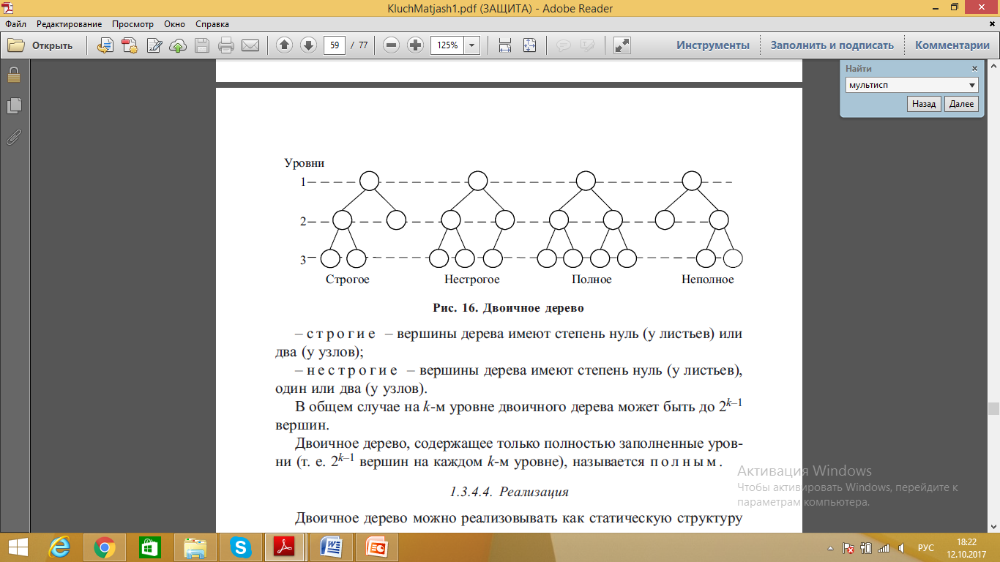 KluchMatjash1.pdf (ЗАЩИТА) - Adobe Reader
Файл Редактирование Просмотр Окно Справка
Открыть 59 / 77 125% Инструменты Заполнить и подписать Комментарии
Найти
мультисп
Назад Далее
Уровни
1
2
3
Строгое Нестрогое Полное Неполное
Рис. 16. Двоичное дерево
– строгие – вершины дерева имеют степень нуль (у листьев) или
два (у узлов);
– нестрогие – вершины дерева имеют степень нуль (у листьев),
один или два (у узлов).
В общем случае на k-м уровне двоичного дерева может быть до 2^k–1
вершин.
Двоичное дерево, содержащее только полностью заполненные уров-
ни (т. е. 2^k–1 вершин на каждом k-м уровне), называется полным.
1.3.4.4. Реализация
Двоичное дерево можно реализовывать как статическую структуру
Активация Windows
Чтобы активировать Windows, перейдите к
параметрам компьютера.
РУС
18:22
12.10.2017